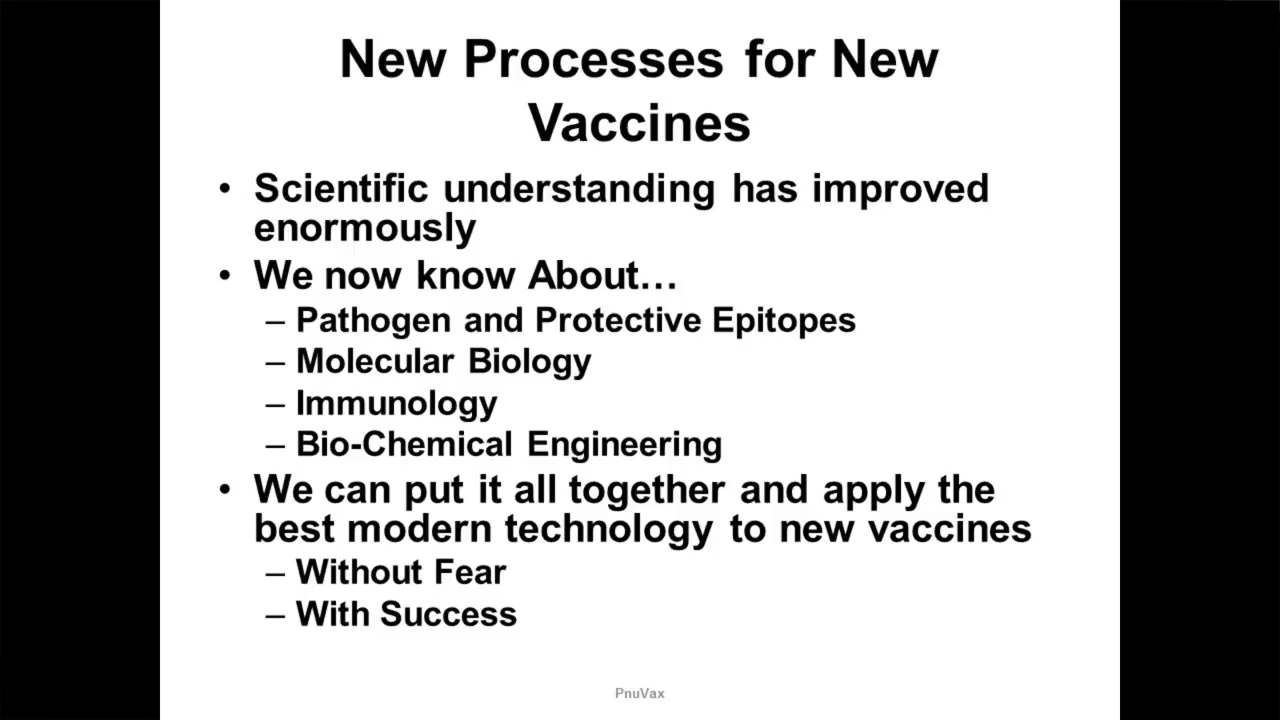 New Processes for New
Vaccines
• Scientific understanding has improved
enormously
• We now know About…
– Pathogen and Protective Epitopes
– Molecular Biology
– Immunology
– Bio-Chemical Engineering
• We can put it all together and apply the
best modern technology to new vaccines
– Without Fear
– With Success
PnuVax